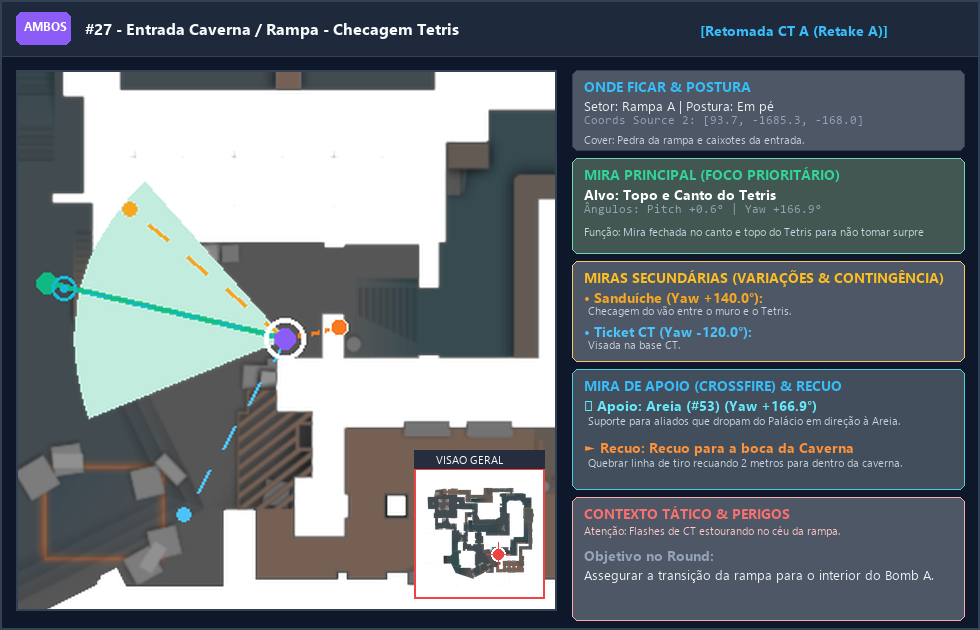 AMBOS
#27 - Entrada Caverna / Rampa - Checagem Tetris
[Retomada CT A (Retake A)]
VISAO GERAL
ONDE FICAR & POSTURA
Setor: Rampa A | Postura: Em pé
Coords Source 2: [93.7, -1685.3, -168.0]
Cover: Pedra da rampa e caixotes da entrada.
MIRA PRINCIPAL (FOCO PRIORITÁRIO)
Alvo: Topo e Canto do Tetris
Ângulos: Pitch +0.6° | Yaw +166.9°
Função: Mira fechada no canto e topo do Tetris para não tomar surpre
MIRAS SECUNDÁRIAS (VARIAÇÕES & CONTINGÊNCIA)
• Sanduíche (Yaw +140.0°):
Checagem do vão entre o muro e o Tetris.
• Ticket CT (Yaw -120.0°):
Visada na base CT.
MIRA DE APOIO (CROSSFIRE) & RECUO
▯ Apoio: Areia (#53) (Yaw +166.9°)
Suporte para aliados que dropam do Palácio em direção à Areia.
► Recuo: Recuo para a boca da Caverna
Quebrar linha de tiro recuando 2 metros para dentro da caverna.
CONTEXTO TÁTICO & PERIGOS
Atenção: Flashes de CT estourando no céu da rampa.
Objetivo no Round:
Assegurar a transição da rampa para o interior do Bomb A.